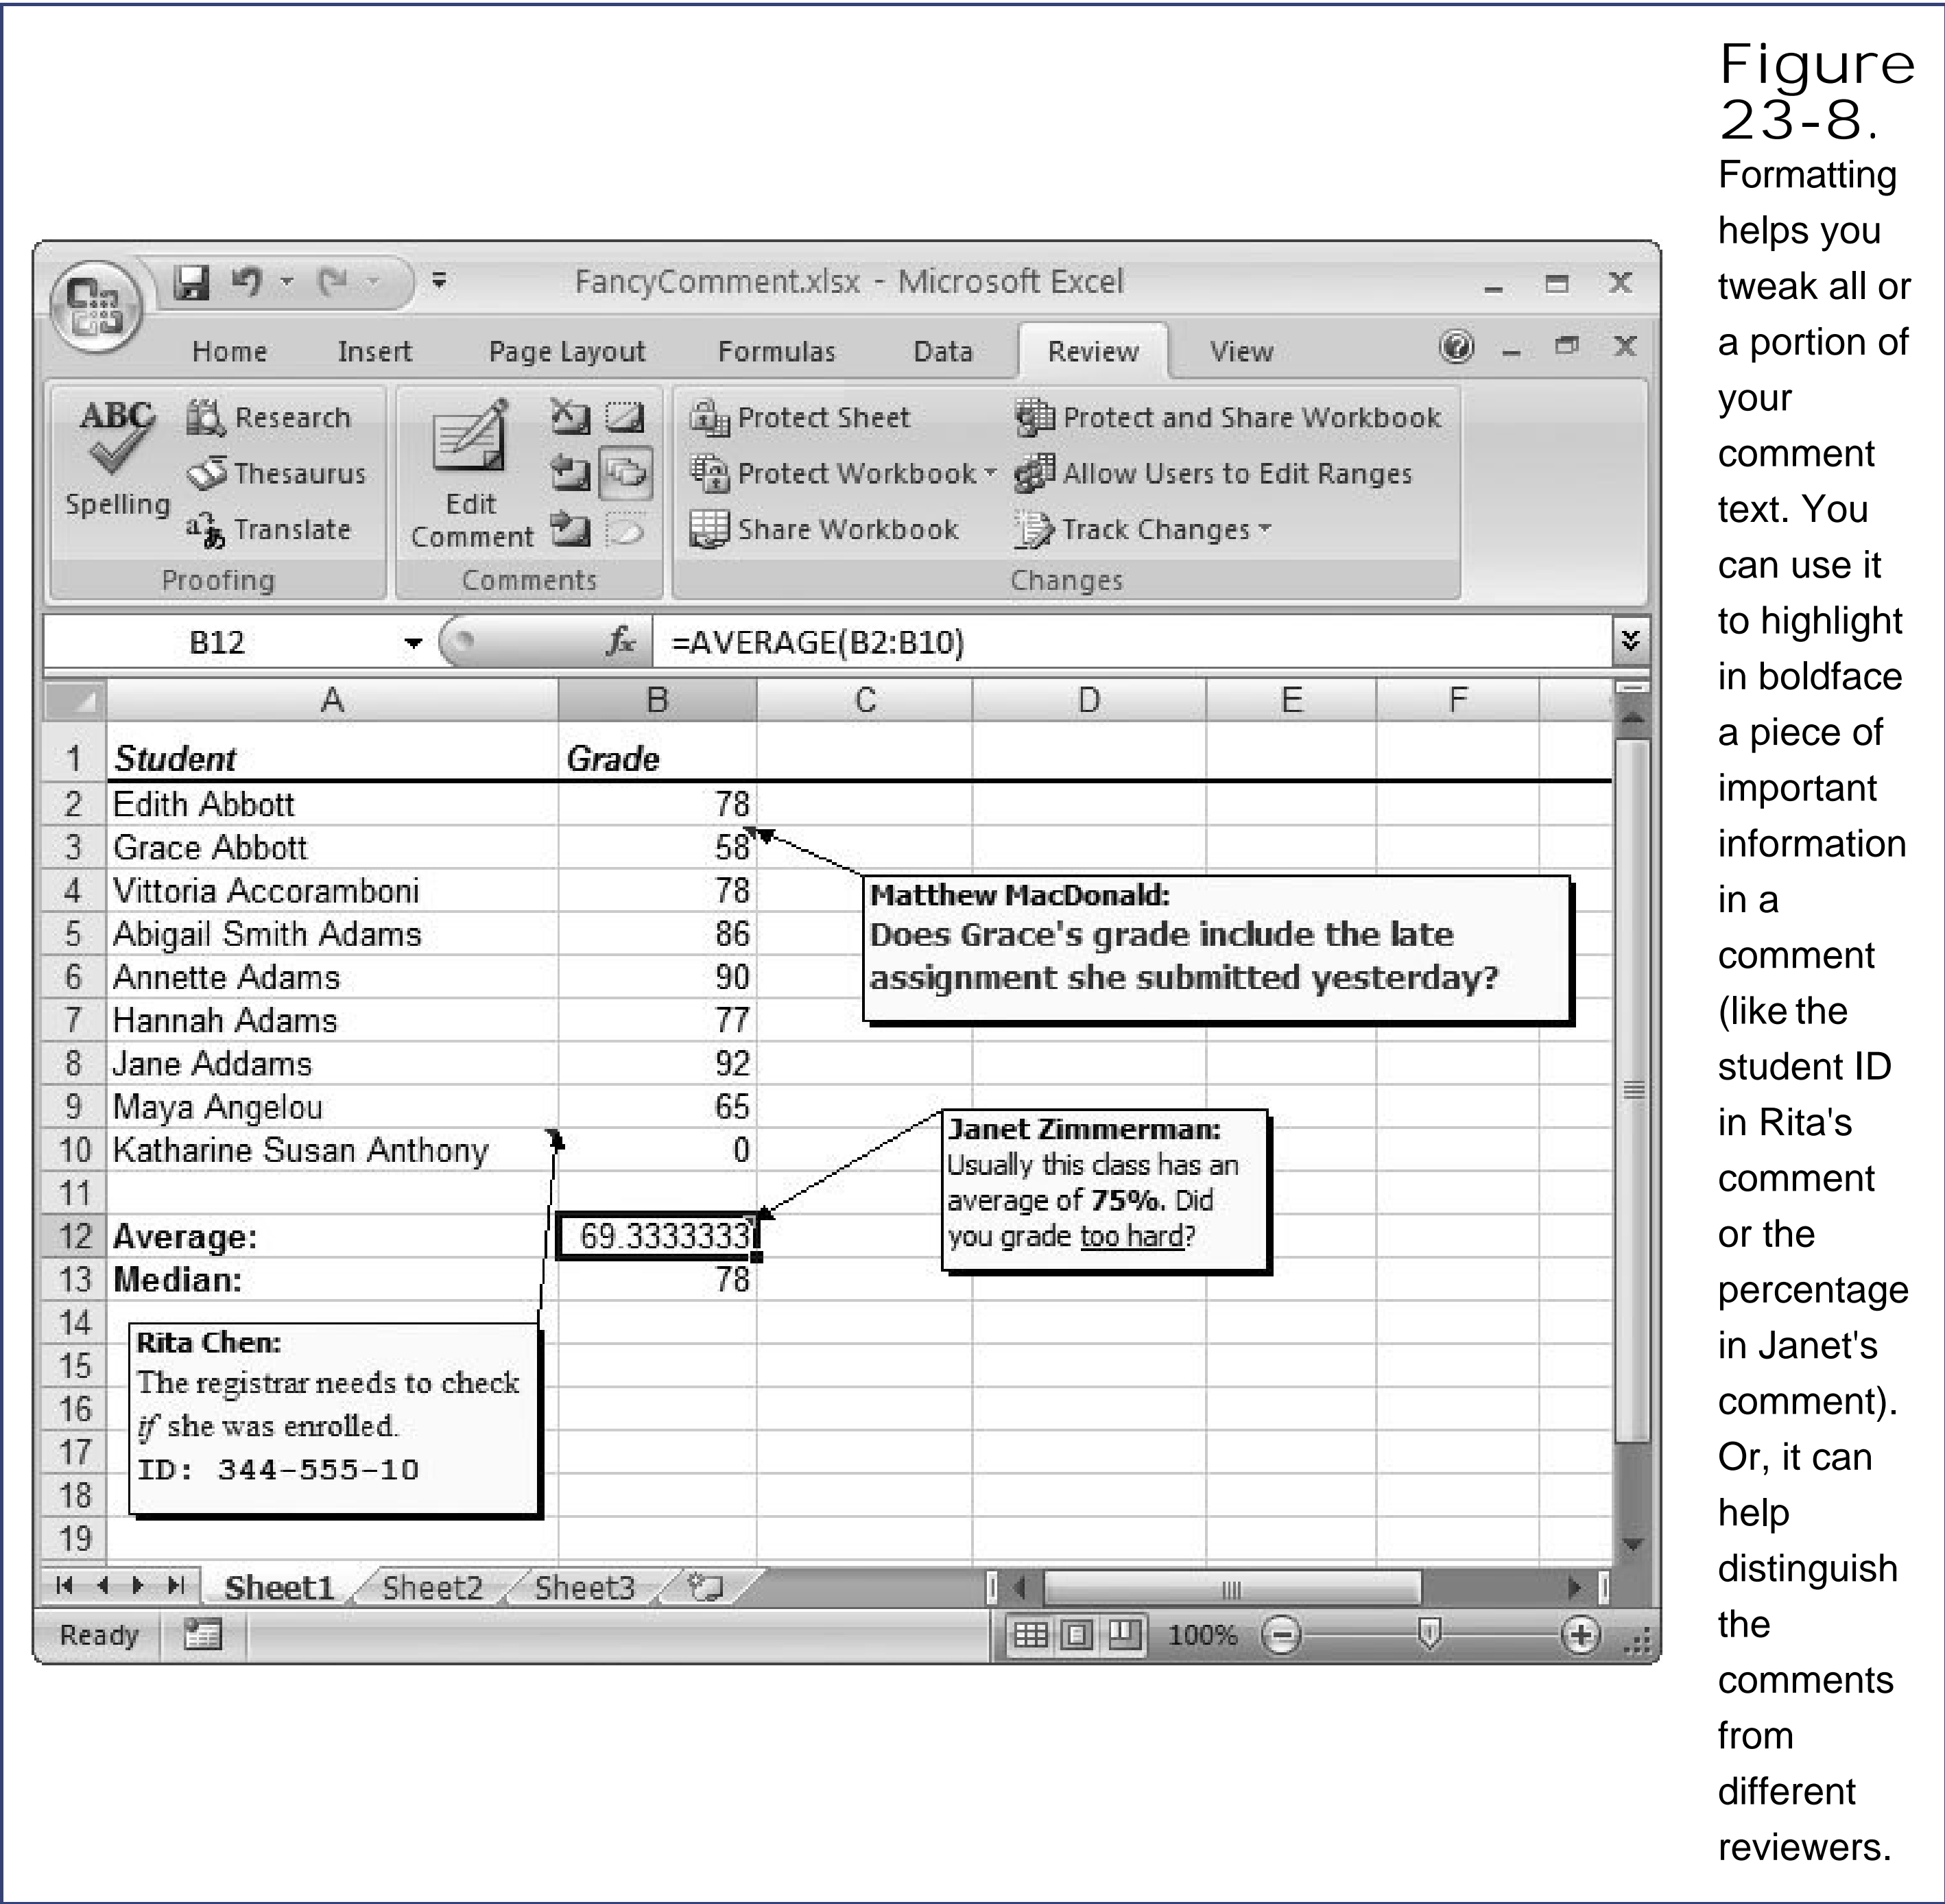 FancyComment.xlsx - Microsoft Excel
Home Insert Page Layout Formulas Data Review View
ABC Spelling
Research
Thesaurus
Translate
Proofing
Edit Comment
Comments
Protect Sheet
Protect Workbook
Share Workbook
Protect and Share Workbook
Allow Users to Edit Ranges
Track Changes
Changes
B12 fx =AVERAGE(B2:B10)
A B C D E F
1 Student Grade
2 Edith Abbott 78
3 Grace Abbott 58
4 Vittoria Accoramboni 78
5 Abigail Smith Adams 86
6 Annette Adams 90
7 Hannah Adams 77
8 Jane Addams 92
9 Maya Angelou 65
10 Katharine Susan Anthony 0
11
12 Average: 69.3333333
13 Median: 78
14
15
16
17
18
19
Matthew MacDonald:
Does Grace's grade include the late
assignment she submitted yesterday?
Janet Zimmerman:
Usually this class has an
average of 75%. Did
you grade too hard?
Rita Chen:
The registrar needs to check
if she was enrolled.
ID: 344-555-10
Sheet1 Sheet2 Sheet3
Ready 100%
Figure
23-8.
Formatting
helps you
tweak all or
a portion of
your
comment
text. You
can use it
to highlight
in boldface
a piece of
important
information
in a
comment
(like the
student ID
in Rita's
comment
or the
percentage
in Janet's
comment).
Or, it can
help
distinguish
the
comments
from
different
reviewers.